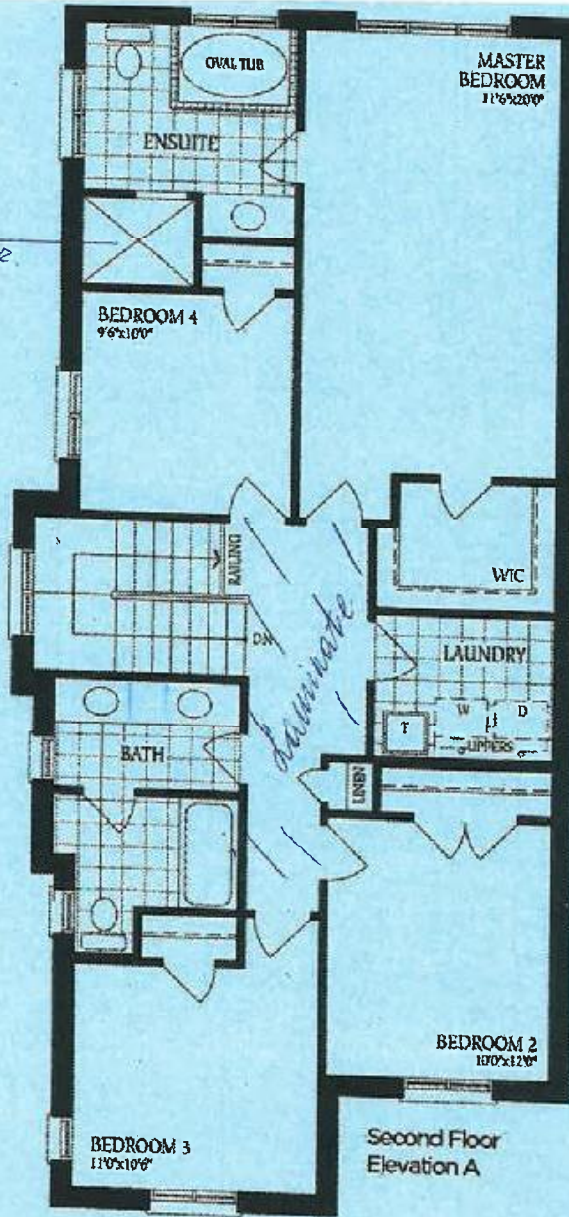 OVAL TUB
MASTER
BEDROOM
11'6"x20'0"
ENSUITE
BEDROOM 4
9'6"x10'0"
RAILING
WIC
DN
Laminate
LAUNDRY
W
D
T
UPPERS
BATH
LINEN
BEDROOM 2
10'0"x12'0"
BEDROOM 3
11'0"x10'6"
Second Floor
Elevation A